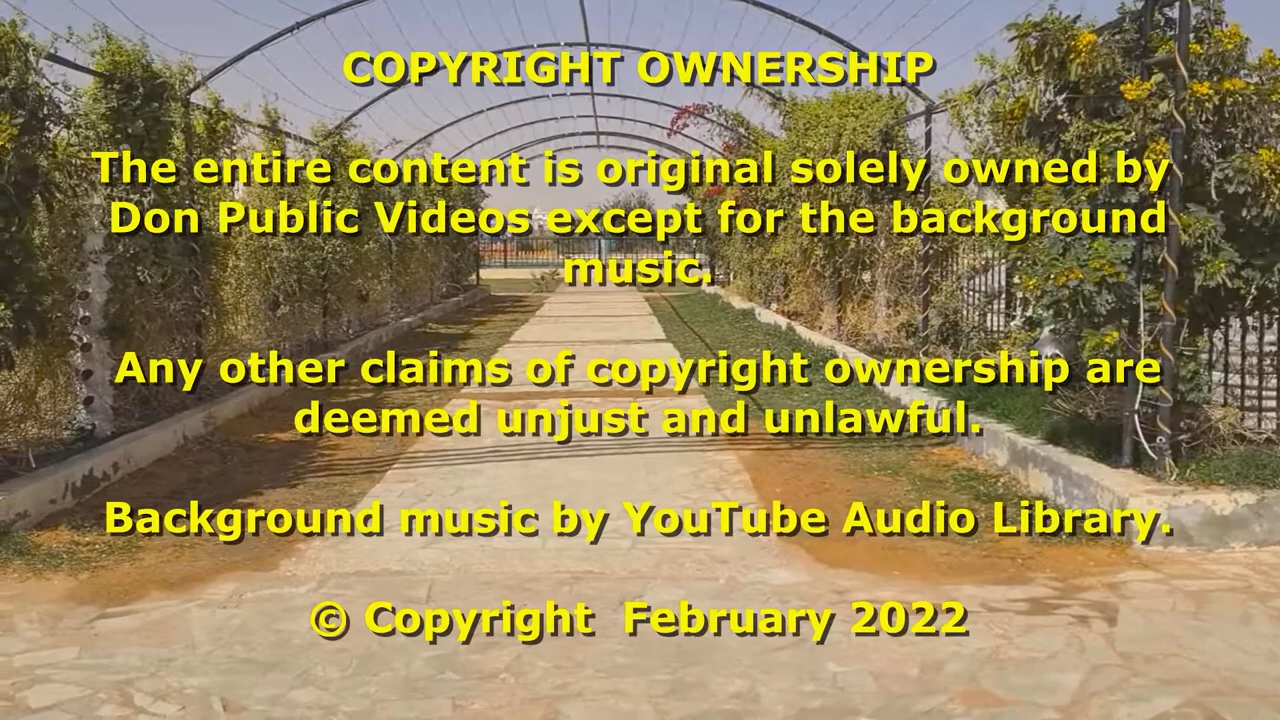 COPYRIGHT OWNERSHIP
The entire content is original solely owned by
Don Public Videos except for the background
music.
Any other claims of copyright ownership are
deemed unjust and unlawful.
Background music by YouTube Audio Library.
© Copyright  February 2022